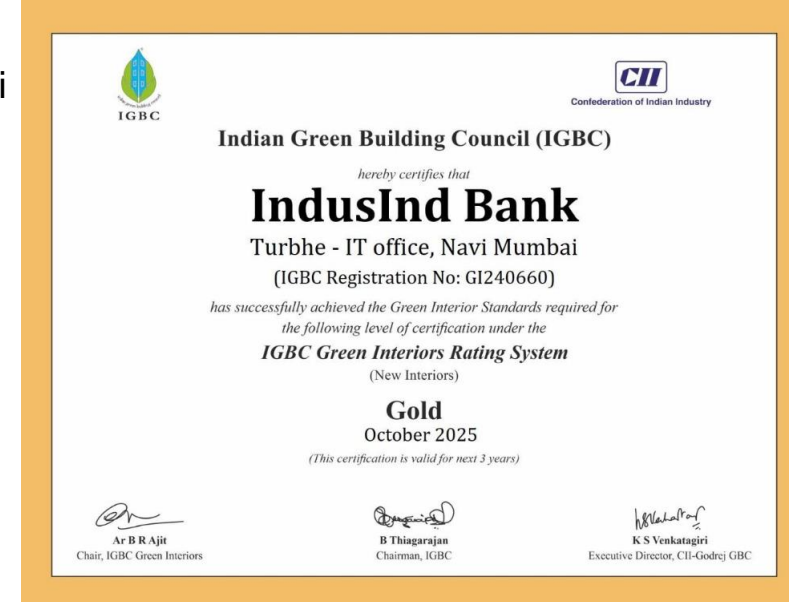 i
IGBC
CII
Confederation of Indian Industry
Indian Green Building Council (IGBC)
hereby certifies that
IndusInd Bank
Turbhe - IT office, Navi Mumbai
(IGBC Registration No: GI240660)
has successfully achieved the Green Interior Standards required for
the following level of certification under the
IGBC Green Interiors Rating System
(New Interiors)
Gold
October 2025
(This certification is valid for next 3 years)
Ar B R Ajit
Chair, IGBC Green Interiors
B Thiagarajan
Chairman, IGBC
K S Venkatagiri
Executive Director, CII-Godrej GBC